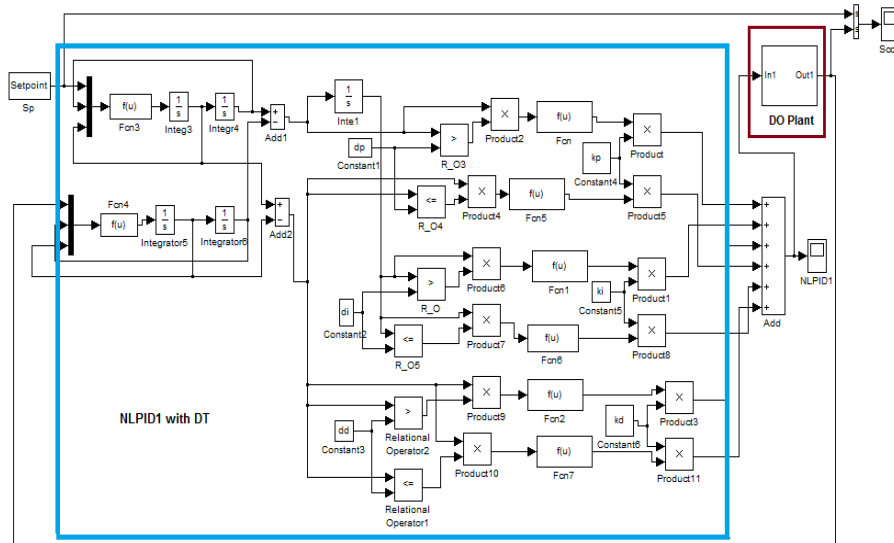 Setpoint
Sp
f(u)
Fcn3
1
s
Integ3
1
s
Integr4
+
−
Add1
1
s
Inte1
dp
Constant1
>
R_O3
×
Product2
f(u)
Fcn
kp
Constant4
×
Product
In1
Out1
DO Plant
Fcn4
f(u)
1
s
Integrator5
1
s
Integrator6
+
−
Add2
<=
R_O4
×
Product4
f(u)
Fcn5
×
Product5
di
Constant2
>
R_O
×
Product6
f(u)
Fcn1
ki
Constant5
×
Product1
+
+
+
+
+
+
Add
NLPID1
<=
R_O5
×
Product7
f(u)
Fcn6
×
Product8
NLPID1 with DT
dd
Constant3
>
Relational
Operator2
×
Product9
f(u)
Fcn2
kd
Constant6
×
Product3
<=
Relational
Operator1
×
Product10
f(u)
Fcn7
×
Product11